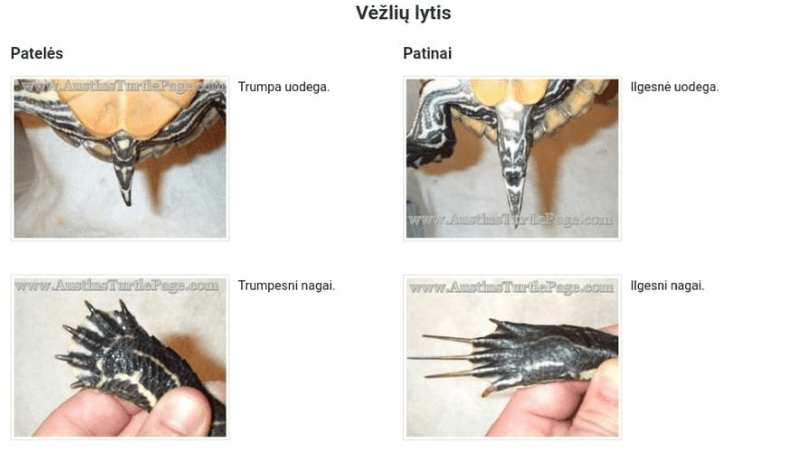 Vėžlių lytis
Patelės
Patinai
www.AustinsTurtlePage.com
Trumpa uodega.
www.AustinsTurtlePage.com
Ilgesnė uodega.
www.AustinsTurtlePage.com
Trumpesni nagai.
www.AustinsTurtlePage.com
Ilgesni nagai.